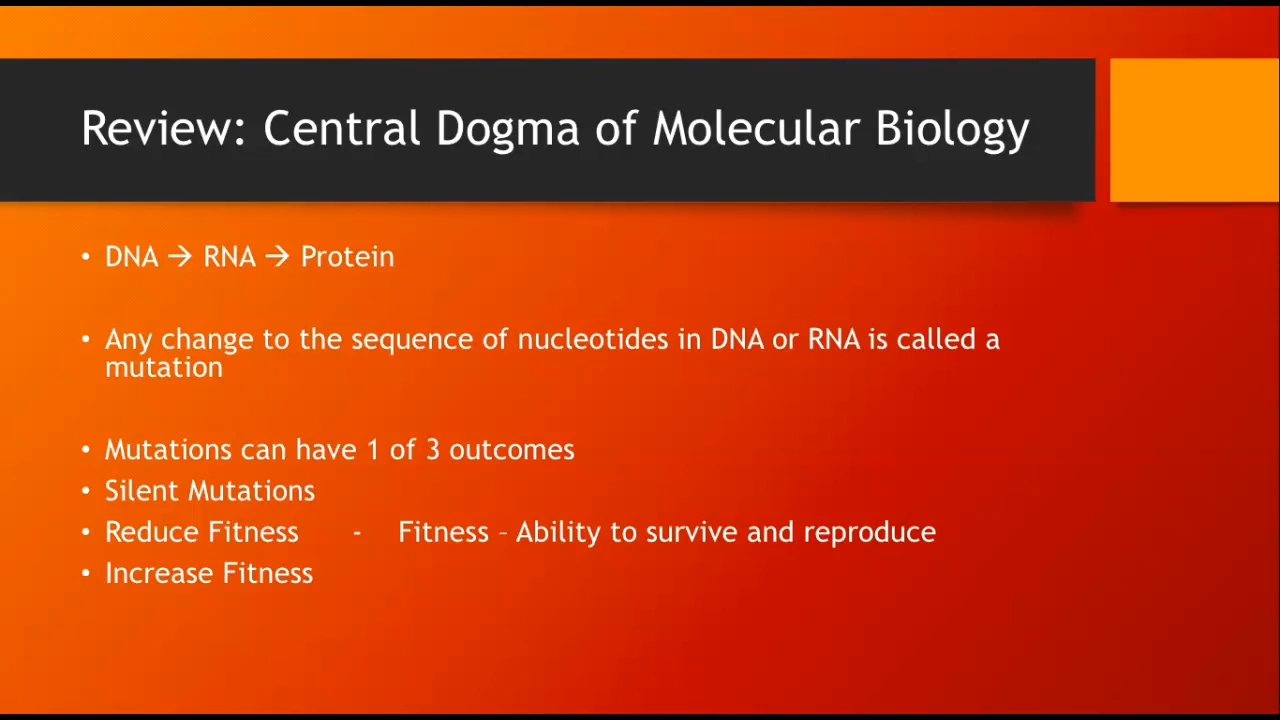 Review: Central Dogma of Molecular Biology
• DNA → RNA → Protein
• Any change to the sequence of nucleotides in DNA or RNA is called a
mutation
• Mutations can have 1 of 3 outcomes
• Silent Mutations
• Reduce Fitness - Fitness – Ability to survive and reproduce
• Increase Fitness